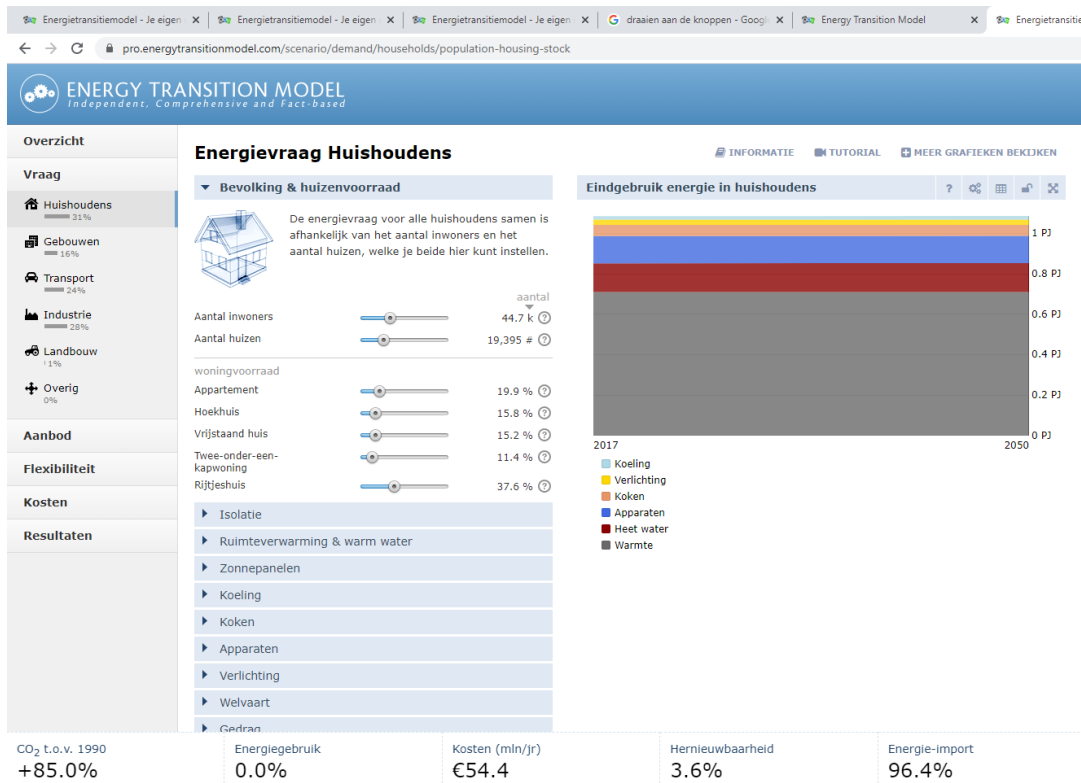 Energietransitiemodel - Je eigen
Energietransitiemodel - Je eigen
Energietransitiemodel - Je eigen
draaien aan de knoppen - Google
Energy Transition Model
Energietransitie
pro.energytransitionmodel.com/scenario/demand/households/population-housing-stock
ENERGY TRANSITION MODEL
Independent, Comprehensive and Fact-based
Overzicht
Vraag
Huishoudens
31%
Gebouwen
16%
Transport
24%
Industrie
28%
Landbouw
1%
Overig
0%
Aanbod
Flexibiliteit
Kosten
Resultaten
Energievraag Huishoudens
INFORMATIE
TUTORIAL
MEER GRAFIEKEN BEKIJKEN
Bevolking & huizenvoorraad
De energievraag voor alle huishoudens samen is
afhankelijk van het aantal inwoners en het
aantal huizen, welke je beide hier kunt instellen.
aantal
Aantal inwoners 44.7 k ?
Aantal huizen 19,395 # ?
woningvoorraad
Appartement 19.9 % ?
Hoekhuis 15.8 % ?
Vrijstaand huis 15.2 % ?
Twee-onder-een-
kapwoning 11.4 % ?
Rijtjeshuis 37.6 % ?
Isolatie
Ruimteverwarming & warm water
Zonnepanelen
Koeling
Koken
Apparaten
Verlichting
Welvaart
Gedrag
Eindgebruik energie in huishoudens ?
1 PJ
0.8 PJ
0.6 PJ
0.4 PJ
0.2 PJ
0 PJ
2017 2050
Koeling
Verlichting
Koken
Apparaten
Heet water
Warmte
CO2 t.o.v. 1990
+85.0%
Energiegebruik
0.0%
Kosten (mln/jr)
€54.4
Hernieuwbaarheid
3.6%
Energie-import
96.4%